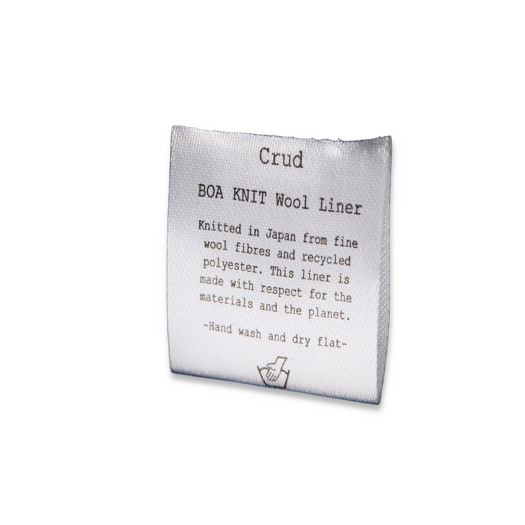 Crud
BOA KNIT Wool Liner
Knitted in Japan from fine
wool fibres and recycled
polyester. This liner is
made with respect for the
materials and the planet.
-Hand wash and dry flat-